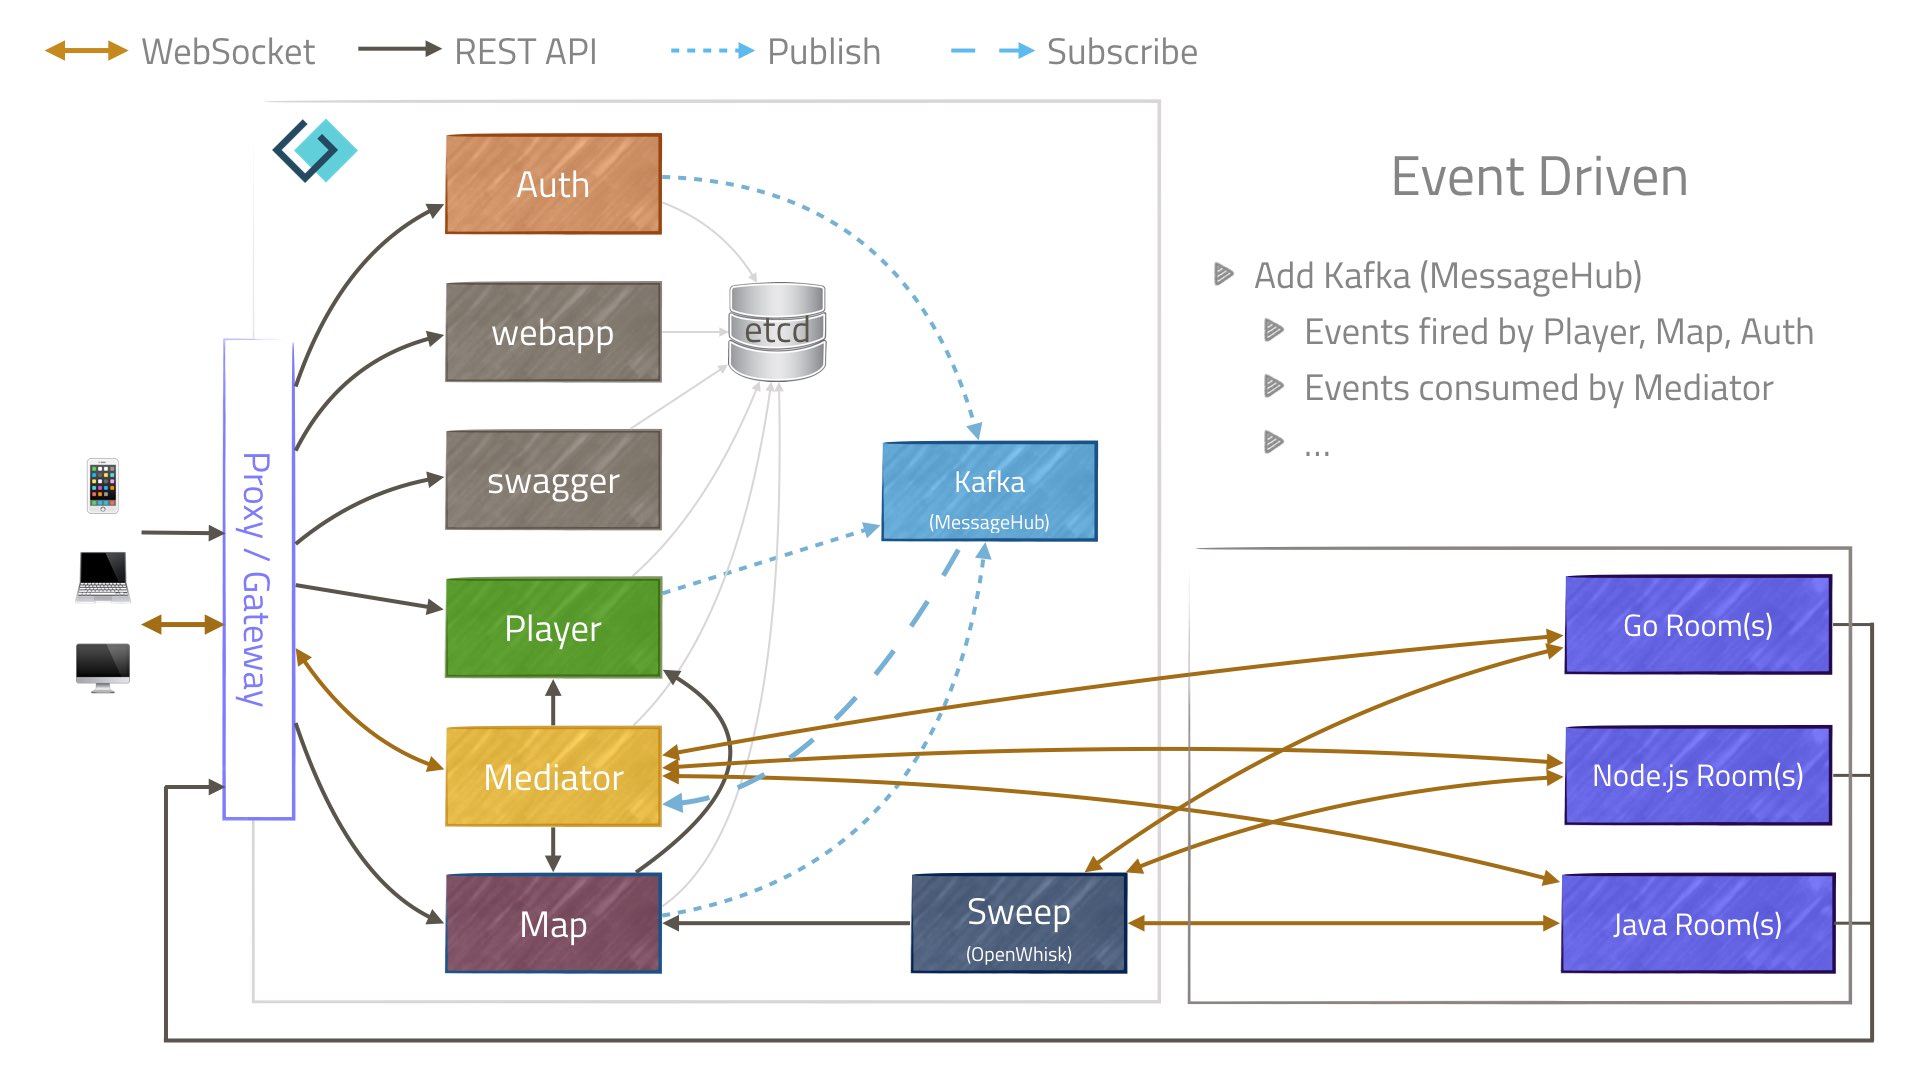 WebSocket
REST API
Publish
Subscribe
Event Driven
Add Kafka (MessageHub)
Events fired by Player, Map, Auth
Events consumed by Mediator
...
Proxy / Gateway
Auth
webapp
swagger
Player
Mediator
Map
etcd
Kafka
(MessageHub)
Sweep
(OpenWhisk)
Go Room(s)
Node.js Room(s)
Java Room(s)